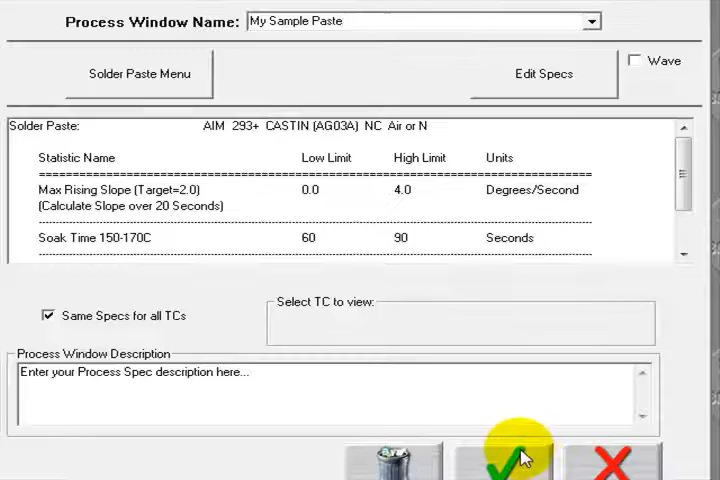 Process Window Name: My Sample Paste
Solder Paste Menu Edit Specs Wave
Solder Paste: AIM 293+ CASTIN (AG03A) NC Air or N
Statistic Name Low Limit High Limit Units
Max Rising Slope (Target=2.0) 0.0 4.0 Degrees/Second
(Calculate Slope over 20 Seconds)
Soak Time 150-170C 60 90 Seconds
Select TC to view:
Same Specs for all TCs
Process Window Description
Enter your Process Spec description here...